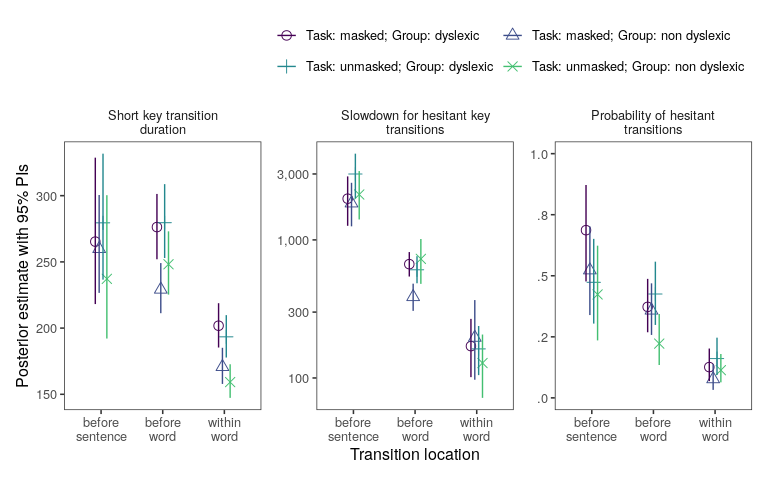 Task: masked; Group: dyslexic
Task: masked; Group: non dyslexic
Task: unmasked; Group: dyslexic
Task: unmasked; Group: non dyslexic
Short key transition
duration
Slowdown for hesitant key
transitions
Probability of hesitant
transitions
Posterior estimate with 95% PIs
300
250
200
150
3,000
1,000
300
100
1.0
.8
.5
.2
.0
before
sentence
before
word
within
word
before
sentence
before
word
within
word
before
sentence
before
word
within
word
Transition location